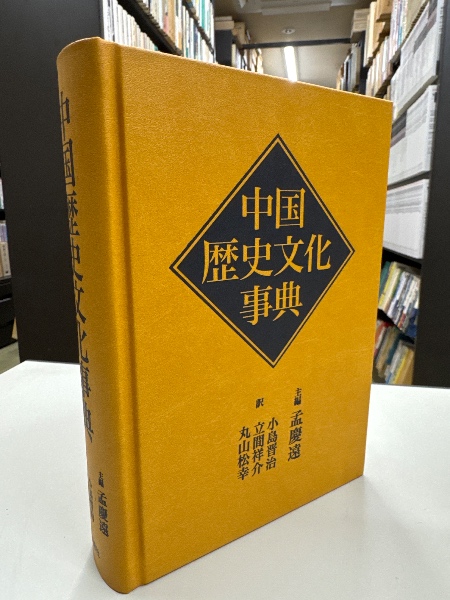 中国
歴史文化
事典
主編 孟慶遠
訳 小島晋治
立間祥介
丸山松幸
中国歴史文化事典
主編 孟慶遠